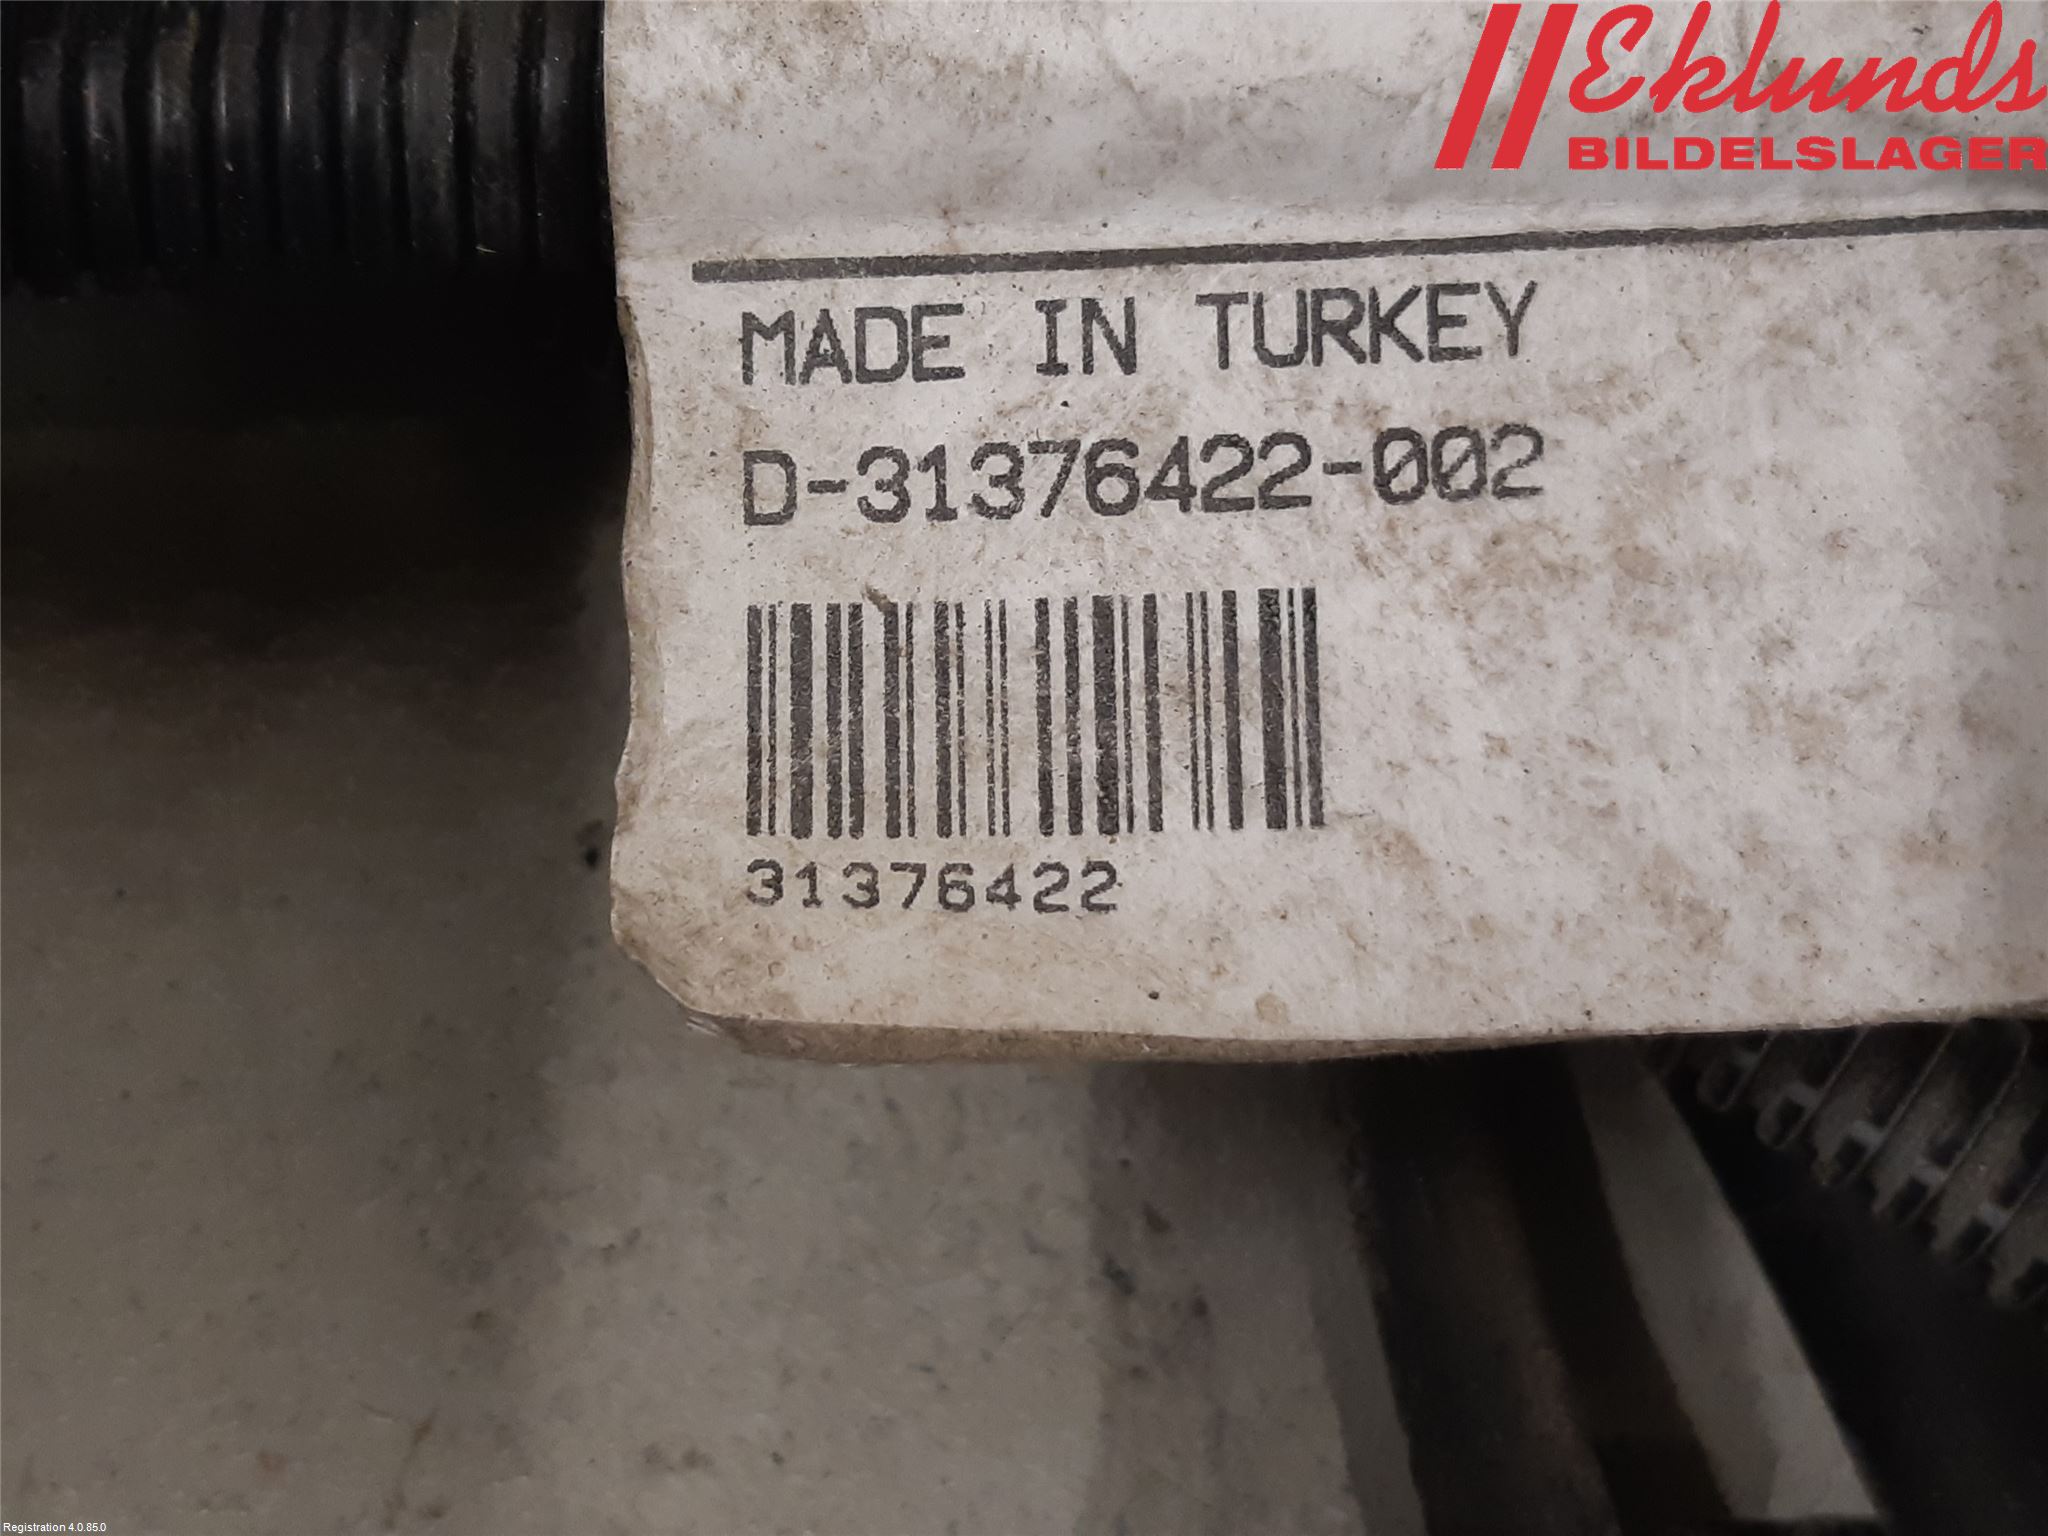 Eklunds
BILDELSLAGER
MADE IN TURKEY
D-31376422-002
31376422
Registration 4.0.85.0